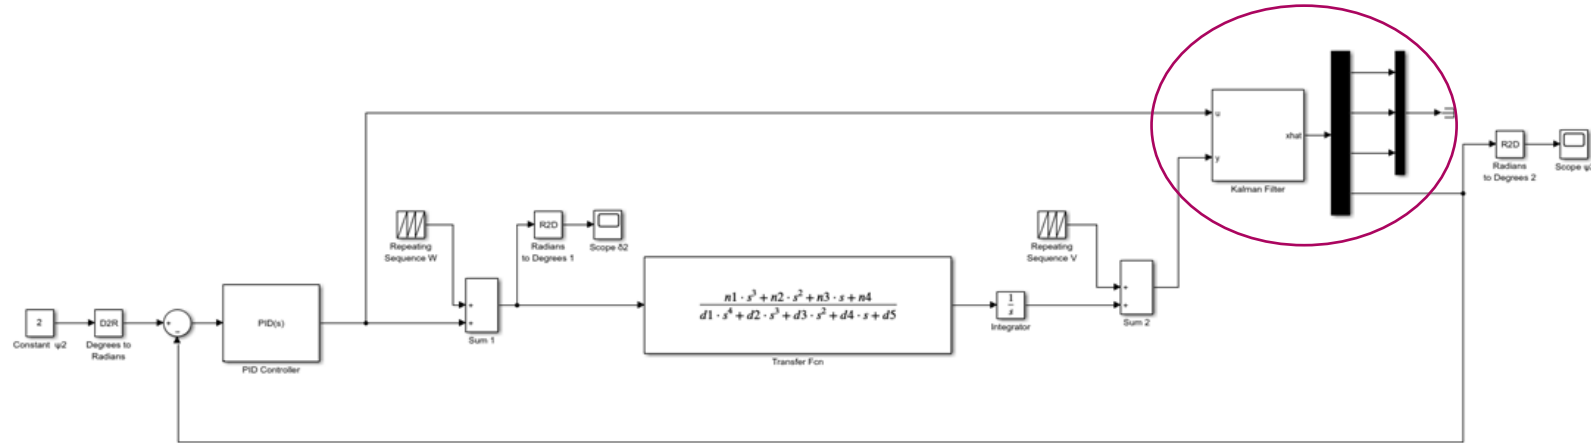 u
y
xhat
Kalman Filter
R2D
Radians
to Degrees 2
Scope ψ2
Repeating
Sequence W
R2D
Radians
to Degrees 1
Scope δ2
Repeating
Sequence V
2
Constant ψ2
D2R
Degrees to
Radians
+
−
PID(s)
PID Controller
+
+
Sum 1
n1 · s³ + n2 · s² + n3 · s + n4
d1 · s⁴ + d2 · s³ + d3 · s² + d4 · s + d5
Transfer Fcn
1
s
Integrator
+
+
Sum 2